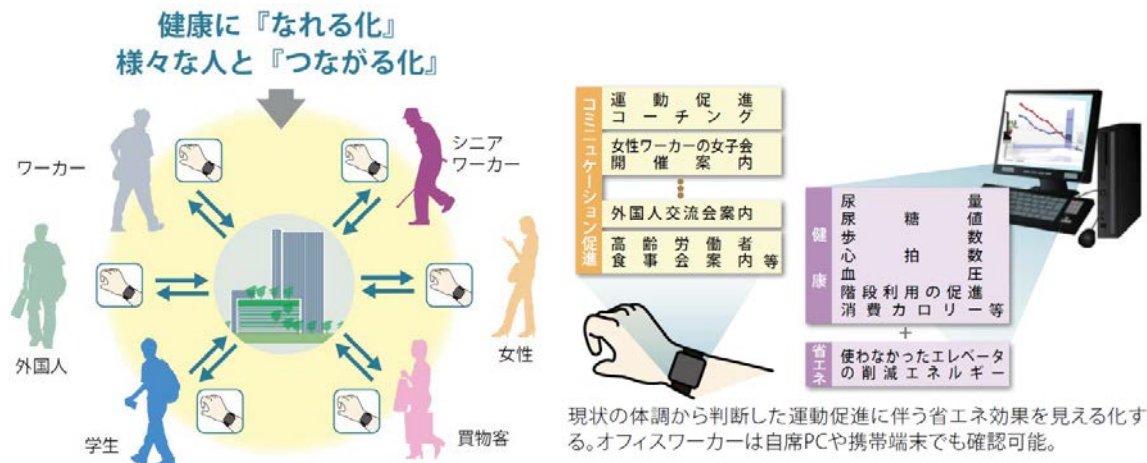 健康に『なれる化』
様々な人と『つながる化』
ワーカー
シニア
ワーカー
外国人
女性
学生
買物客
コミニュケーション促進
運動促進
コーチング
女性ワーカーの女子会
開催案内
外国人交流会案内
高齢労働者
食事会案内等
健康
尿量
尿糖値
歩数
心拍数
血圧
階段利用の促進
消費カロリー等
+
省エネ
使わなかったエレベータ
の削減エネルギー
現状の体調から判断した運動促進に伴う省エネ効果を見える化す
る。オフィスワーカーは自席PCや携帯端末でも確認可能。